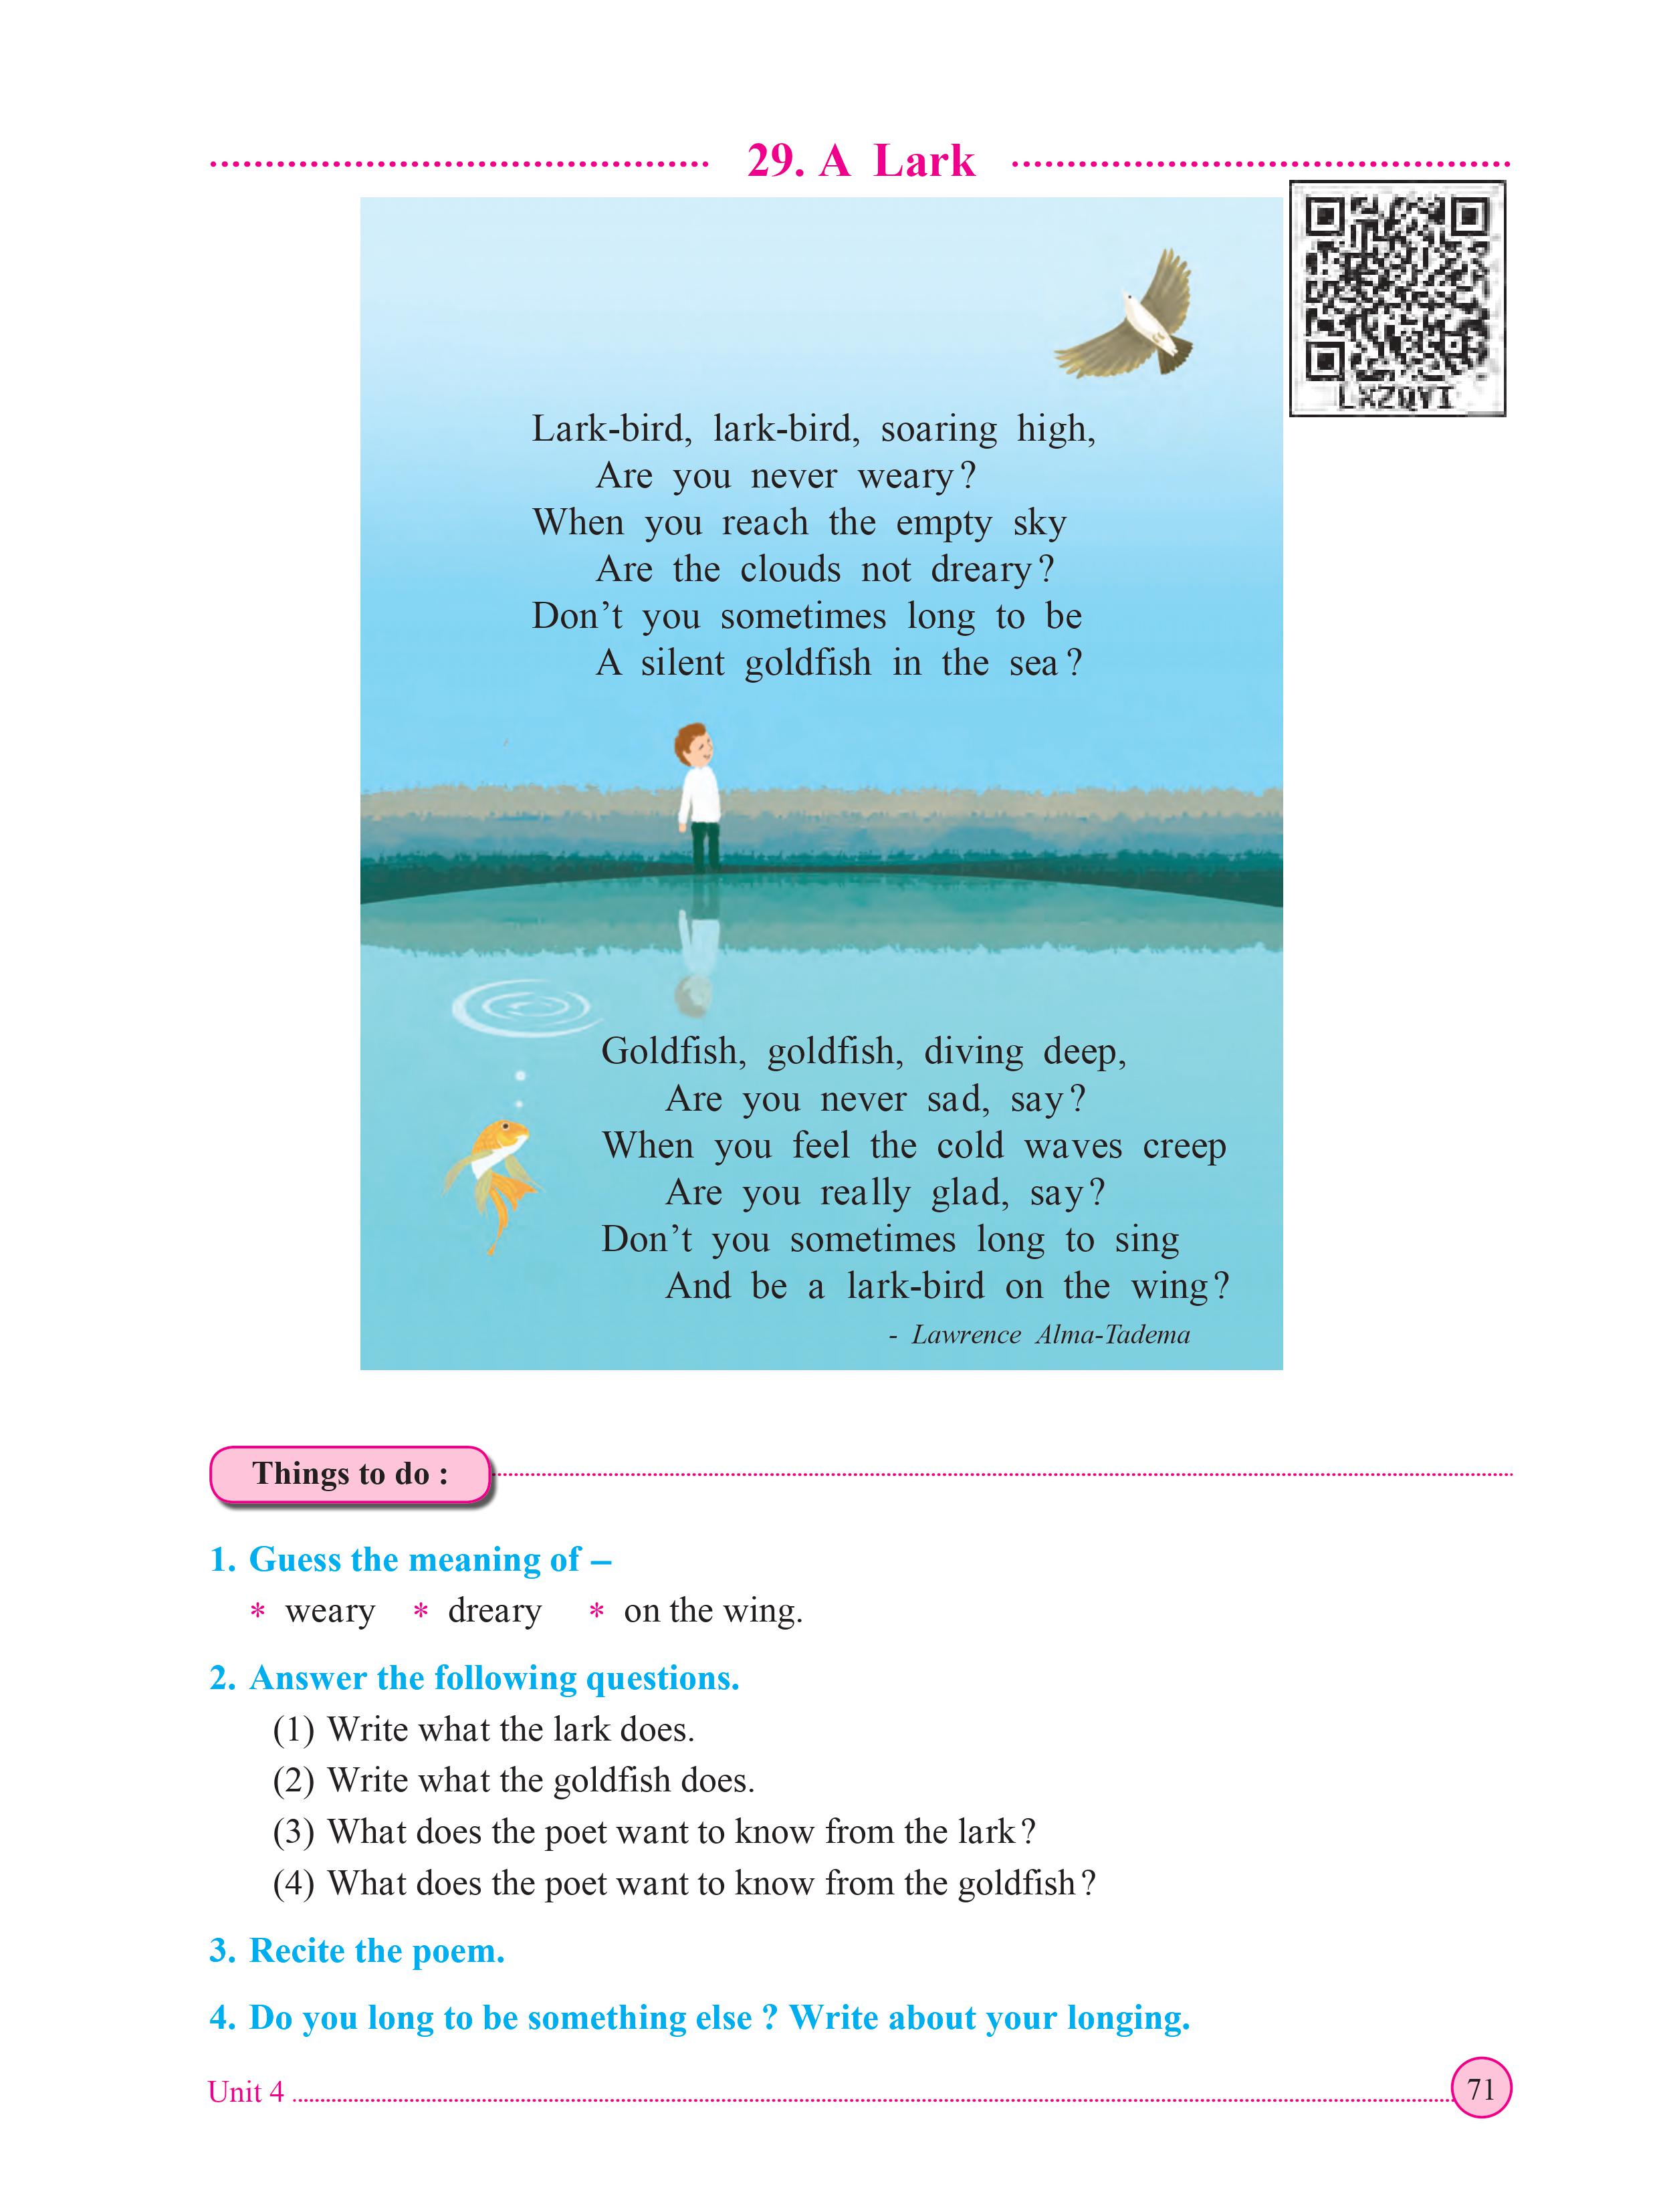 29. A Lark
Lark-bird, lark-bird, soaring high,
Are you never weary?
When you reach the empty sky
Are the clouds not dreary?
Don’t you sometimes long to be
A silent goldfish in the sea?
Goldfish, goldfish, diving deep,
Are you never sad, say?
When you feel the cold waves creep
Are you really glad, say?
Don’t you sometimes long to sing
And be a lark-bird on the wing?
- Lawrence Alma-Tadema
Things to do :
1. Guess the meaning of –
* weary * dreary * on the wing.
2. Answer the following questions.
(1) Write what the lark does.
(2) Write what the goldfish does.
(3) What does the poet want to know from the lark?
(4) What does the poet want to know from the goldfish?
3. Recite the poem.
4. Do you long to be something else ? Write about your longing.
Unit 4
71